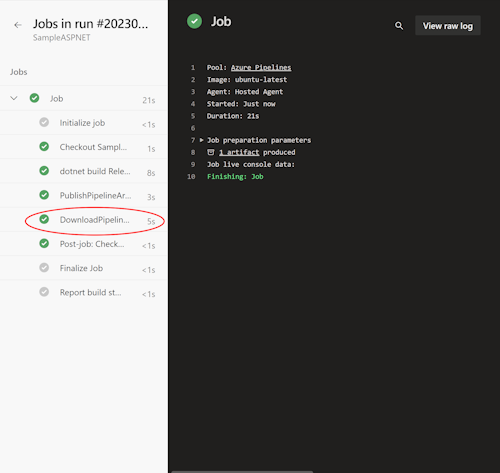 Jobs in run #20230...
SampleASPNET
Jobs
Job 21s
Initialize job <1s
Checkout Sampl... 1s
dotnet build Rele... 8s
PublishPipelineAr... 3s
DownloadPipelin... 5s
Post-job: Check... <1s
Finalize Job <1s
Report build st... <1s
Job
View raw log
1 Pool: Azure Pipelines
2 Image: ubuntu-latest
3 Agent: Hosted Agent
4 Started: Just now
5 Duration: 21s
6
7 Job preparation parameters
8 1 artifact produced
9 Job live console data:
10 Finishing: Job